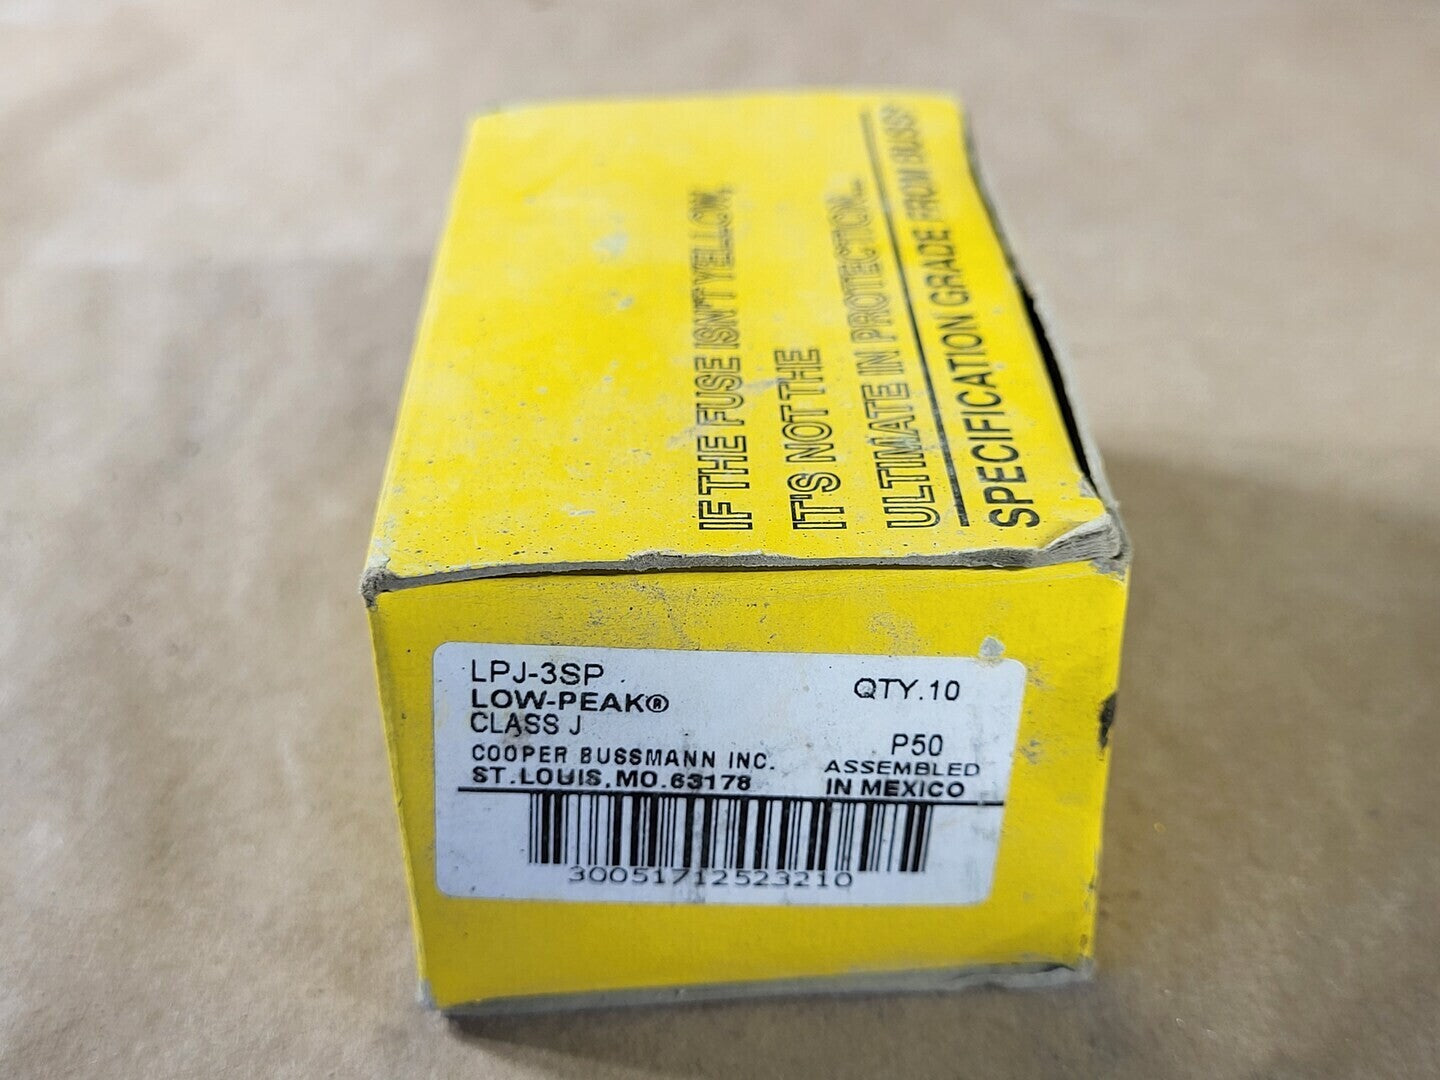 IF THE FUSE ISN'T YELLOW,
IT'S NOT THE
ULTIMATE IN PROTECTION...
SPECIFICATION GRADE FROM BUSS®
LPJ-3SP
QTY.10
LOW-PEAK®
CLASS J
P50
COOPER BUSSMANN INC.
ASSEMBLED
ST.LOUIS,MO.63178
IN MEXICO
30051712523210